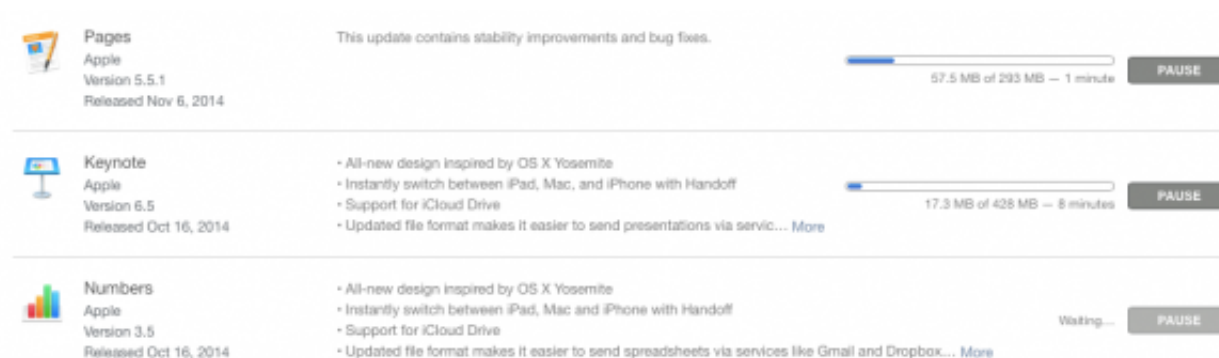 Pages
Apple
Version 5.5.1
Released Nov 6, 2014
This update contains stability improvements and bug fixes.
57.5 MB of 293 MB — 1 minute
PAUSE
Keynote
Apple
Version 6.5
Released Oct 16, 2014
• All-new design inspired by OS X Yosemite
• Instantly switch between iPad, Mac, and iPhone with Handoff
• Support for iCloud Drive
• Updated file format makes it easier to send presentations via servic... More
17.3 MB of 428 MB — 8 minutes
PAUSE
Numbers
Apple
Version 3.5
Released Oct 16, 2014
• All-new design inspired by OS X Yosemite
• Instantly switch between iPad, Mac and iPhone with Handoff
• Support for iCloud Drive
• Updated file format makes it easier to send spreadsheets via services like Gmail and Dropbox... More
Waiting...
PAUSE